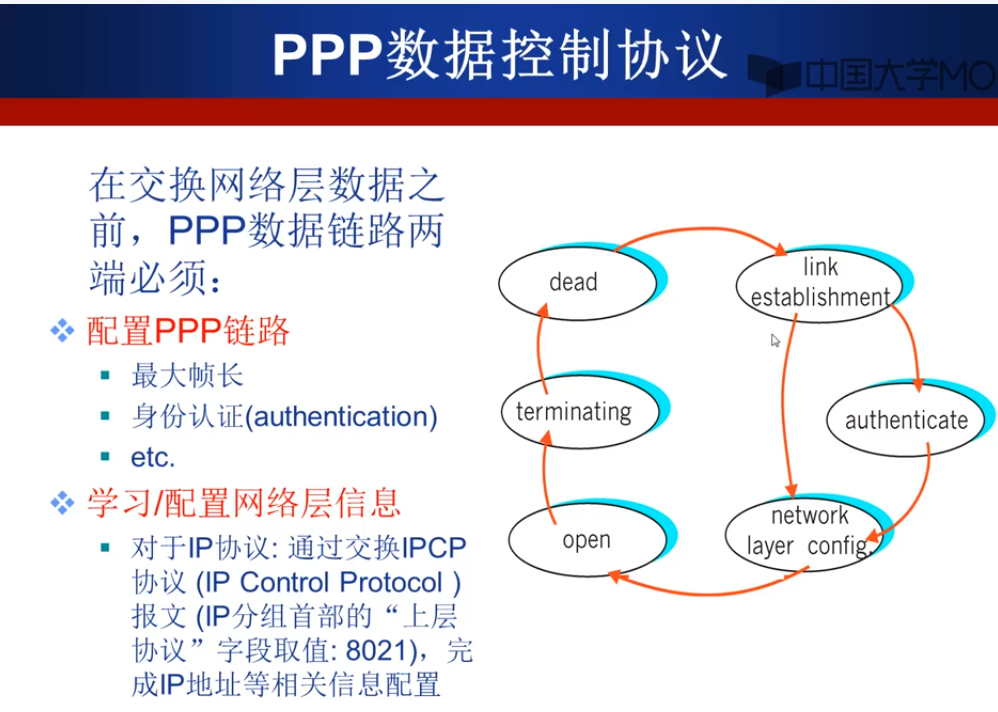 PPP数据控制协议
中国大学MO
在交换网络层数据之
前，PPP数据链路两
端必须：
配置PPP链路
最大帧长
身份认证(authentication)
etc.
学习/配置网络层信息
对于IP协议: 通过交换IPCP
协议 (IP Control Protocol )
报文 (IP分组首部的“上层
协议”字段取值: 8021)，完
成IP地址等相关信息配置
dead
link
establishment
terminating
authenticate
open
network
layer config.